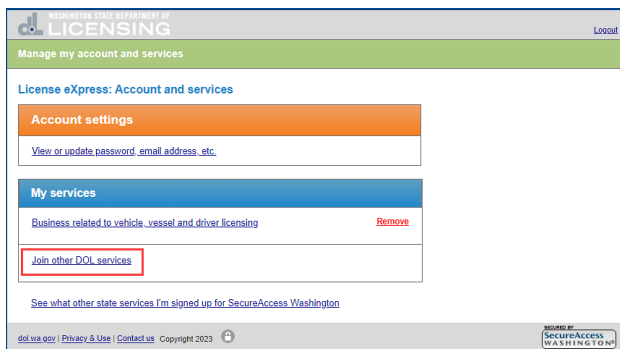 WASHINGTON STATE DEPARTMENT OF
dL LICENSING
Logout
Manage my account and services
License eXpress: Account and services
Account settings
View or update password, email address, etc.
My services
Business related to vehicle, vessel and driver licensing Remove
Join other DOL services
See what other state services I'm signed up for SecureAccess Washington
dol.wa.gov | Privacy & Use | Contact us Copyright 2023
SECURED BY
SecureAccess
WASHINGTON®